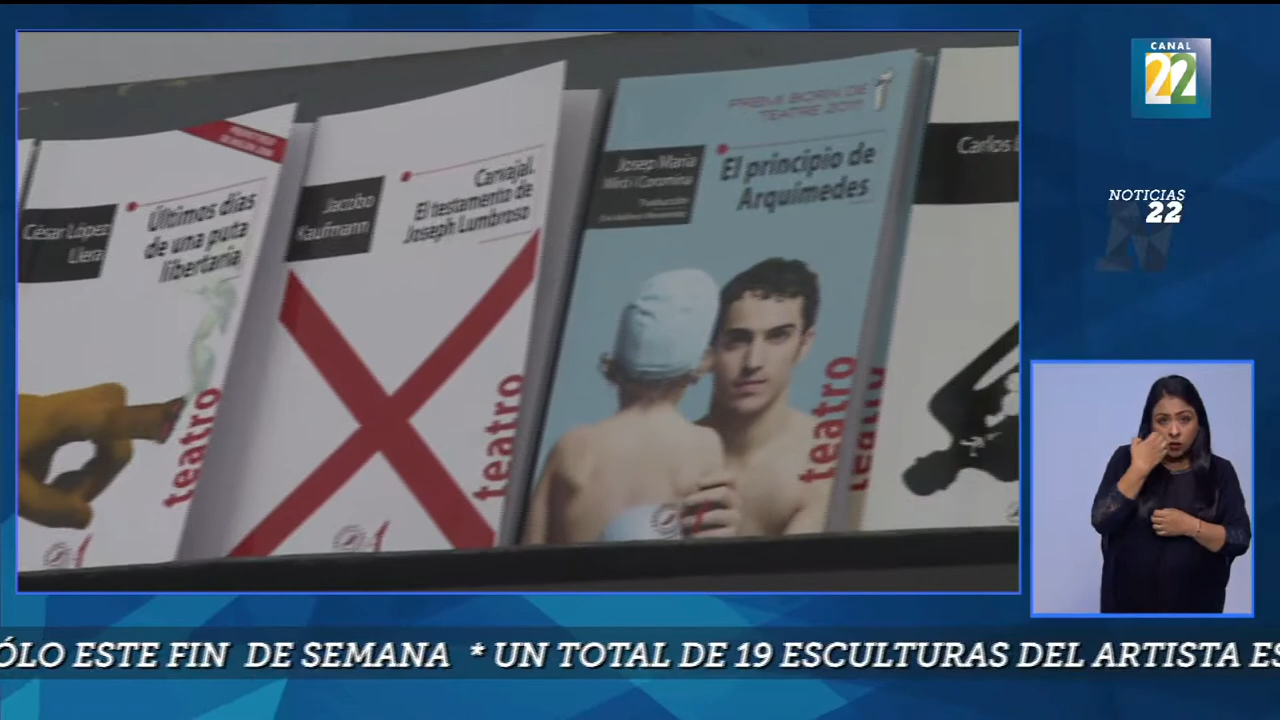 CANAL
22
NOTICIAS
22
César López
Llera
Últimos días
de una puta
libertaria
teatro
Jacobo
Kaufmann
Carvajal.
El testamento de
Joseph Lumbroso
teatro
PREMI BORN DE
TEATRE 2011
Josep Maria
Miró i Coromina
Traducción
El principio de
Arquímedes
teatro
teatro
Carlos
ÓLO ESTE FIN DE SEMANA * UN TOTAL DE 19 ESCULTURAS DEL ARTISTA ES